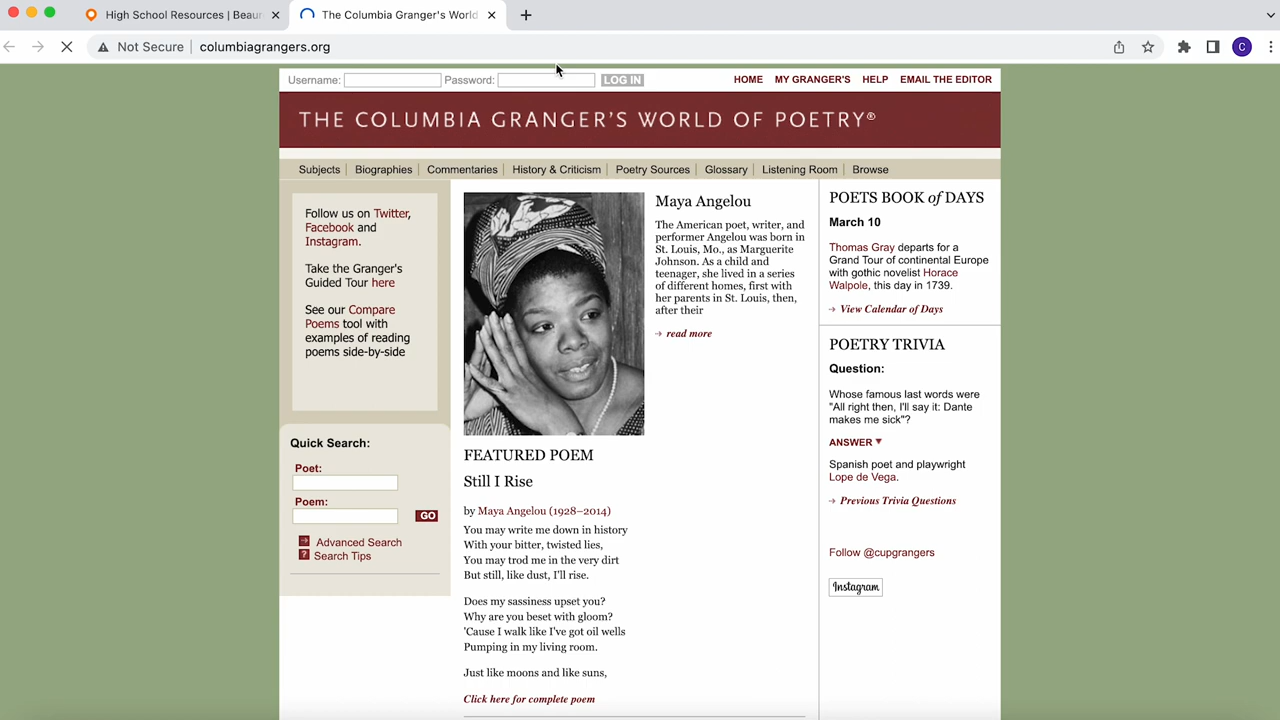 High School Resources | Beaur
The Columbia Granger's World
Not Secure
columbiagrangers.org
C
Username:
Password:
LOG IN
HOME
MY GRANGER'S
HELP
EMAIL THE EDITOR
THE COLUMBIA GRANGER'S WORLD OF POETRY®
Subjects
Biographies
Commentaries
History & Criticism
Poetry Sources
Glossary
Listening Room
Browse
Follow us on Twitter,
Facebook and
Instagram.
Take the Granger's
Guided Tour here
See our Compare
Poems tool with
examples of reading
poems side-by-side
Quick Search:
Poet:
Poem:
GO
Advanced Search
? Search Tips
Maya Angelou
The American poet, writer, and
performer Angelou was born in
St. Louis, Mo., as Marguerite
Johnson. As a child and
teenager, she lived in a series
of different homes, first with
her parents in St. Louis, then,
after their
read more
FEATURED POEM
Still I Rise
by Maya Angelou (1928–2014)
You may write me down in history
With your bitter, twisted lies,
You may trod me in the very dirt
But still, like dust, I'll rise.
Does my sassiness upset you?
Why are you beset with gloom?
'Cause I walk like I've got oil wells
Pumping in my living room.
Just like moons and like suns,
Click here for complete poem
POETS BOOK of DAYS
March 10
Thomas Gray departs for a
Grand Tour of continental Europe
with gothic novelist Horace
Walpole, this day in 1739.
View Calendar of Days
POETRY TRIVIA
Question:
Whose famous last words were
"All right then, I'll say it: Dante
makes me sick"?
ANSWER
Spanish poet and playwright
Lope de Vega.
Previous Trivia Questions
Follow @cupgrangers
Instagram